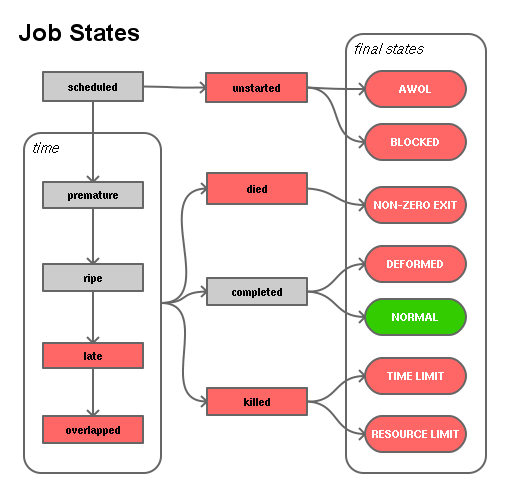 Job States
final states
scheduled
unstarted
AWOL
BLOCKED
time
premature
died
NON-ZERO EXIT
ripe
completed
DEFORMED
NORMAL
late
killed
TIME LIMIT
overlapped
RESOURCE LIMIT